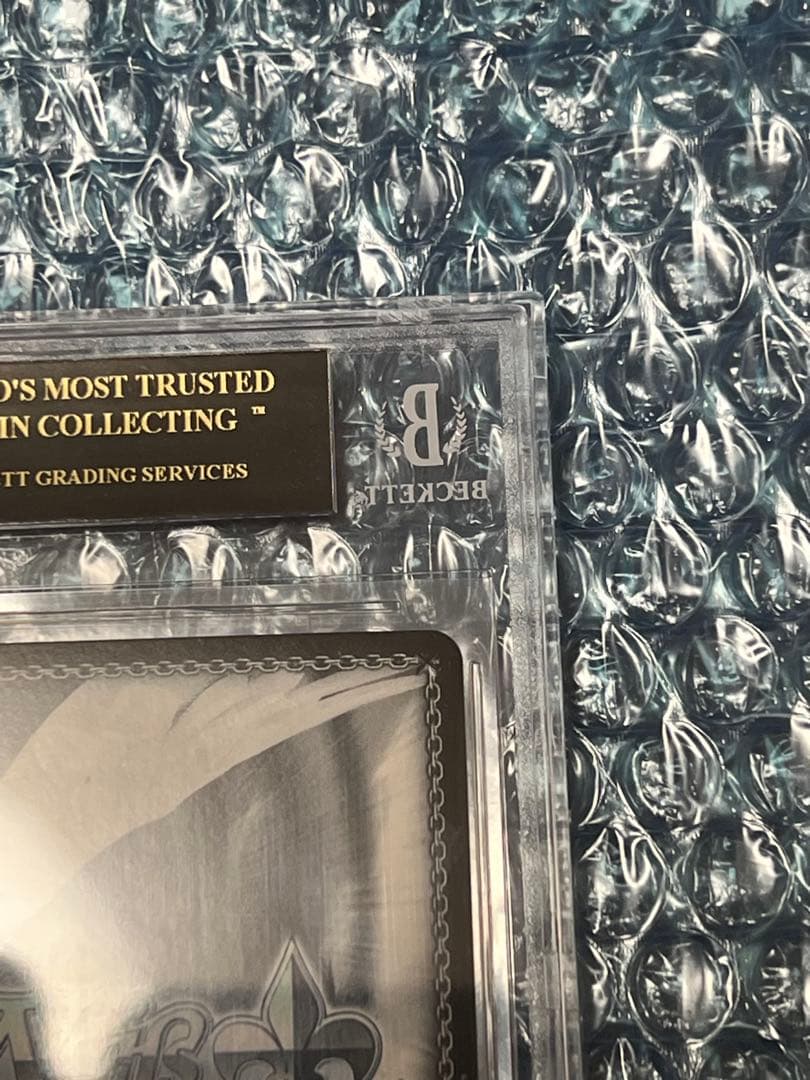 D'S MOST TRUSTED
IN COLLECTING ™
TT GRADING SERVICES
B
BECKETT